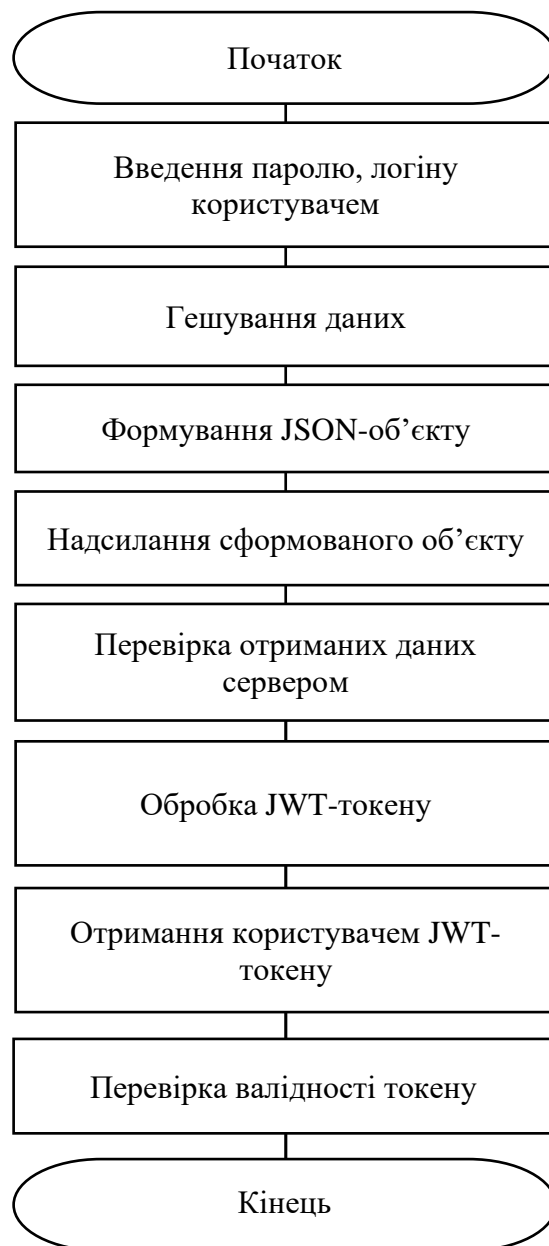 Початок
Введення паролю, логіну
користувачем
Гешування даних
Формування JSON-об’єкту
Надсилання сформованого об’єкту
Перевірка отриманих даних
сервером
Обробка JWT-токену
Отримання користувачем JWT-
токену
Перевірка валідності токену
Кінець